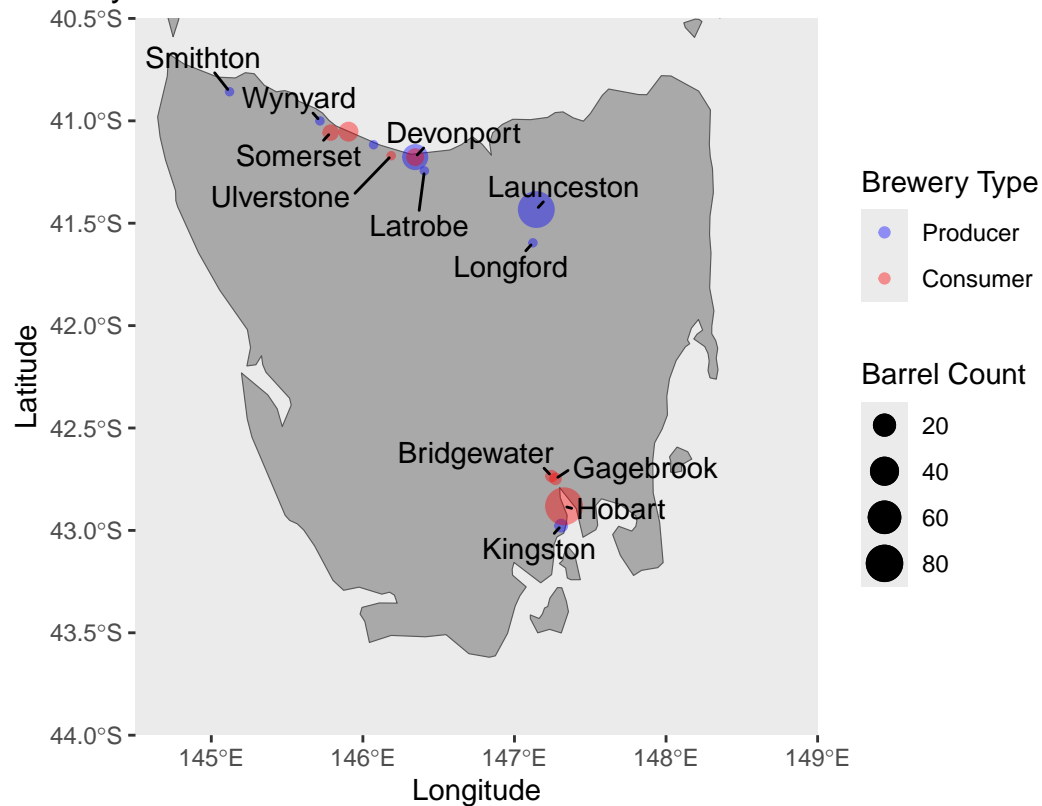 40.5°S
41.0°S
41.5°S
42.0°S
42.5°S
43.0°S
43.5°S
44.0°S
Latitude
Smithton
Wynyard
Devonport
Somerset
Ulverstone
Launceston
Latrobe
Longford
Bridgewater
Gagebrook
Hobart
Kingston
145°E
146°E
147°E
148°E
149°E
Longitude
Brewery Type
Producer
Consumer
Barrel Count
20
40
60
80